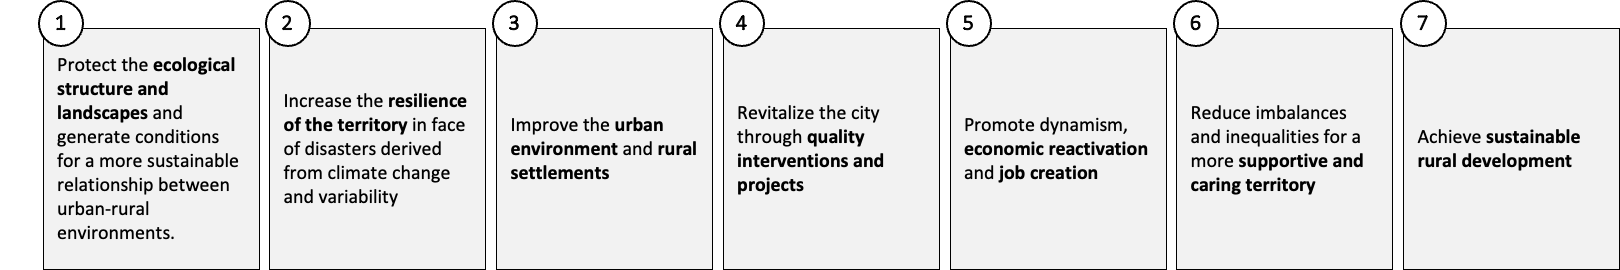 1
Protect the ecological
structure and
landscapes and
generate conditions
for a more sustainable
relationship between
urban-rural
environments.
2
Increase the resilience
of the territory in face
of disasters derived
from climate change
and variability
3
Improve the urban
environment and rural
settlements
4
Revitalize the city
through quality
interventions and
projects
5
Promote dynamism,
economic reactivation
and job creation
6
Reduce imbalances
and inequalities for a
more supportive and
caring territory
7
Achieve sustainable
rural development